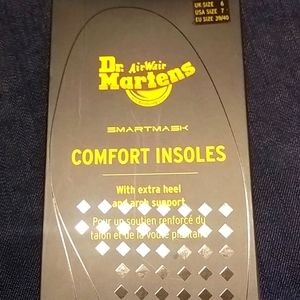 UK SIZE 6
USA SIZE 7
EU SIZE 39/40
Dr. AirWair
Martens
SMARTMASK
COMFORT INSOLES
With extra heel
and arch support
Pour un soutien renforcé du
talon et de la voûte plantaire